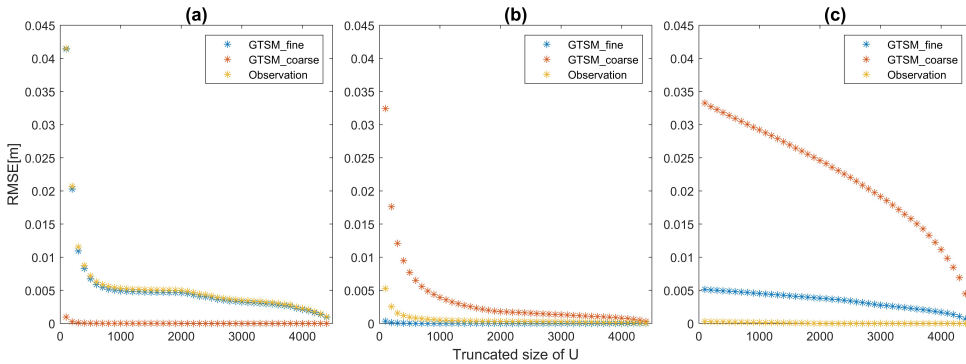 (a)
(b)
(c)
RMSE[m]
0.045
0.04
0.035
0.03
0.025
0.02
0.015
0.01
0.005
0
0 1000 2000 3000 4000
GTSM_fine
GTSM_coarse
Observation
0.045
0.04
0.035
0.03
0.025
0.02
0.015
0.01
0.005
0
0 1000 2000 3000 4000
GTSM_fine
GTSM_coarse
Observation
0.045
0.04
0.035
0.03
0.025
0.02
0.015
0.01
0.005
0
0 1000 2000 3000 4000
GTSM_fine
GTSM_coarse
Observation
Truncated size of U